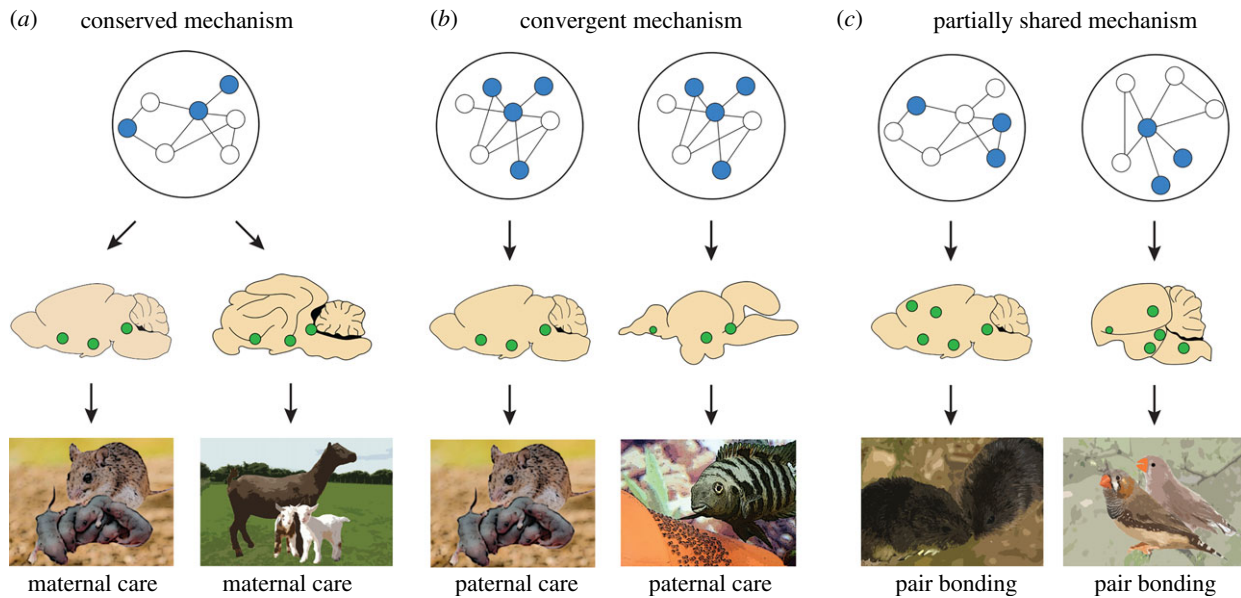 (a) conserved mechanism
(b) convergent mechanism
(c) partially shared mechanism
maternal care
maternal care
paternal care
paternal care
pair bonding
pair bonding